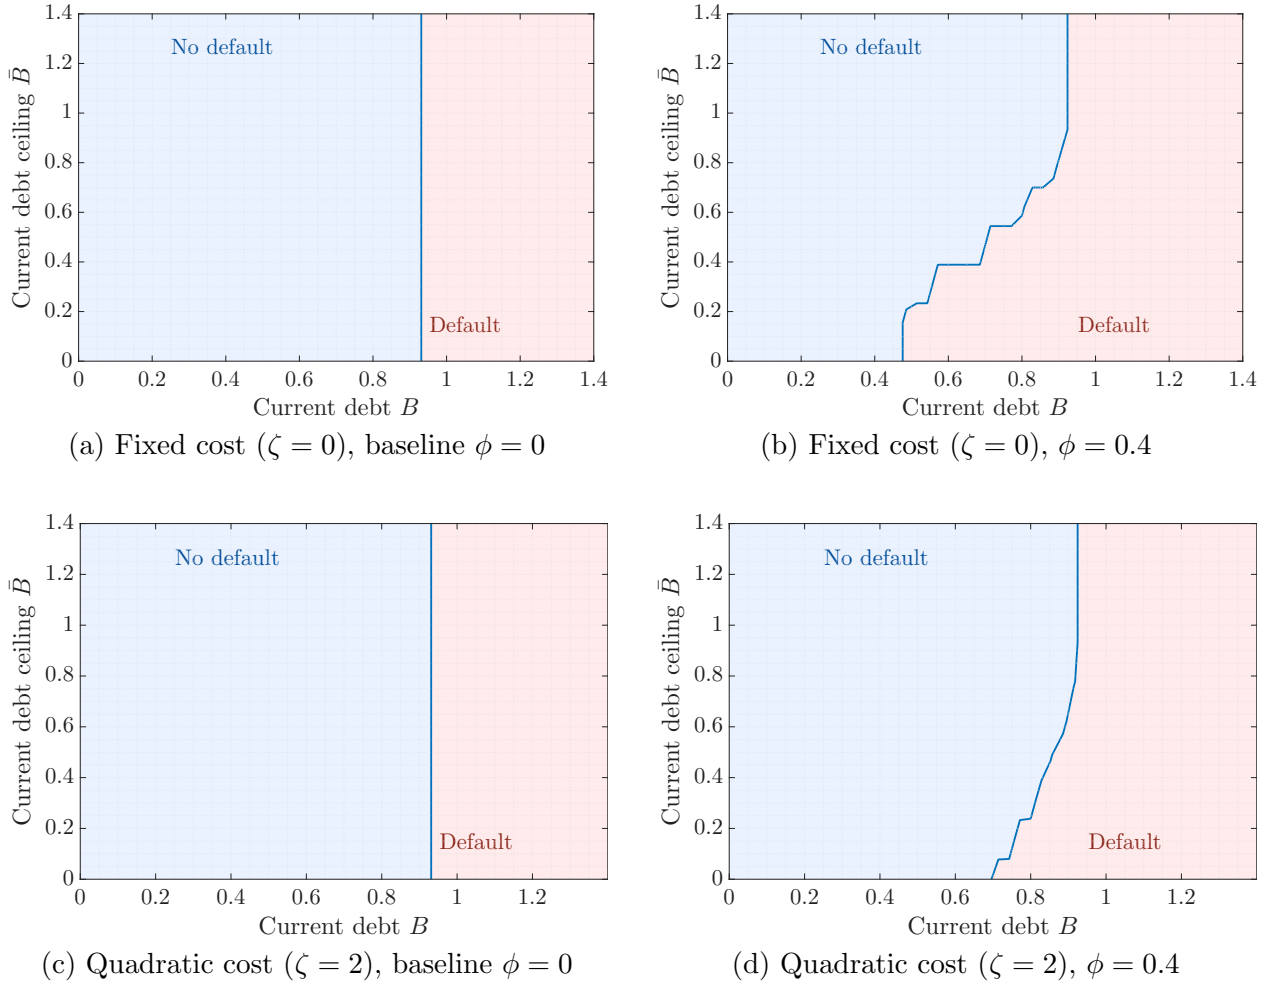 1.4
1.2
1
0.8
0.6
0.4
0.2
0
Current debt ceiling B̄
No default
Default
0 0.2 0.4 0.6 0.8 1 1.2 1.4
Current debt B
(a) Fixed cost (ζ = 0), baseline ϕ = 0
1.4
1.2
1
0.8
0.6
0.4
0.2
0
Current debt ceiling B̄
No default
Default
0 0.2 0.4 0.6 0.8 1 1.2 1.4
Current debt B
(b) Fixed cost (ζ = 0), ϕ = 0.4
1.4
1.2
1
0.8
0.6
0.4
0.2
0
Current debt ceiling B̄
No default
Default
0 0.2 0.4 0.6 0.8 1 1.2
Current debt B
(c) Quadratic cost (ζ = 2), baseline ϕ = 0
1.4
1.2
1
0.8
0.6
0.4
0.2
0
Current debt ceiling B̄
No default
Default
0 0.2 0.4 0.6 0.8 1 1.2
Current debt B
(d) Quadratic cost (ζ = 2), ϕ = 0.4